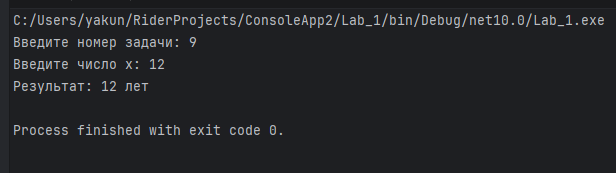 C:/Users/yakun/RiderProjects/ConsoleApp2/Lab_1/bin/Debug/net10.0/Lab_1.exe
Введите номер задачи: 9
Введите число x: 12
Результат: 12 лет
Process finished with exit code 0.